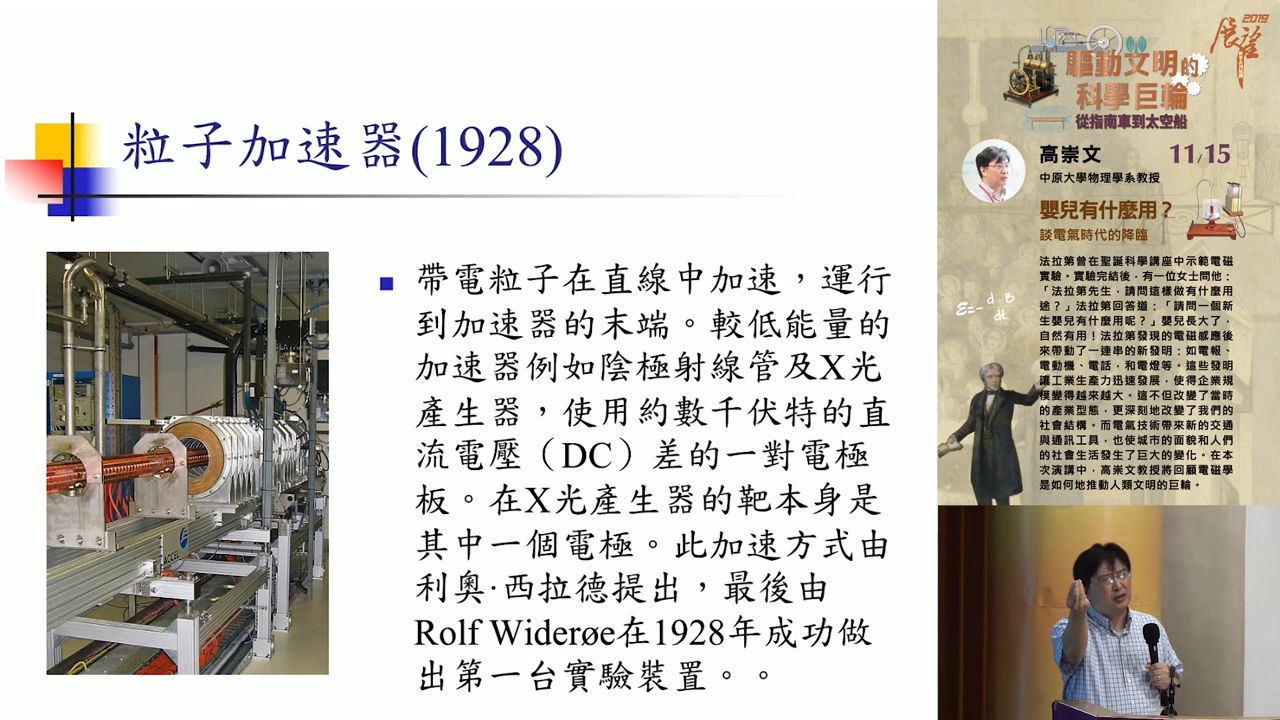 粒子加速器(1928)
帶電粒子在直線中加速，運行
到加速器的末端。較低能量的
加速器例如陰極射線管及X光
產生器，使用約數千伏特的直
流電壓（DC）差的一對電極
板。在X光產生器的靶本身是
其中一個電極。此加速方式由
利奧·西拉德提出，最後由
Rolf Widerøe在1928年成功做
出第一台實驗裝置。。
ACCEL
2019
展望
驅動文明的
科學巨輪
從指南車到太空船
高崇文
11/15
中原大學物理學系教授
嬰兒有什麼用？
談電氣時代的降臨
法拉第曾在聖誕科學講座中示範電磁
實驗。實驗完結後，有一位女士問他：
「法拉第先生，請問這樣做有什麼用
途？」法拉第回答道：「請問一個新
生嬰兒有什麼用呢？」嬰兒長大了，
自然有用！法拉第發現的電磁感應後
來帶動了一連串的新發明：如電報、
電動機、電話，和電燈等。這些發明
讓工業生產力迅速發展，使得企業規
模變得越來越大。這不但改變了當時
的產業型態，更深刻地改變了我們的
社會結構。而電氣技術帶來新的交通
與通訊工具，也使城市的面貌和人們
的社會生活發生了巨大的變化。在本
次演講中，高崇文教授將回顧電磁學
是如何地推動人類文明的巨輪。